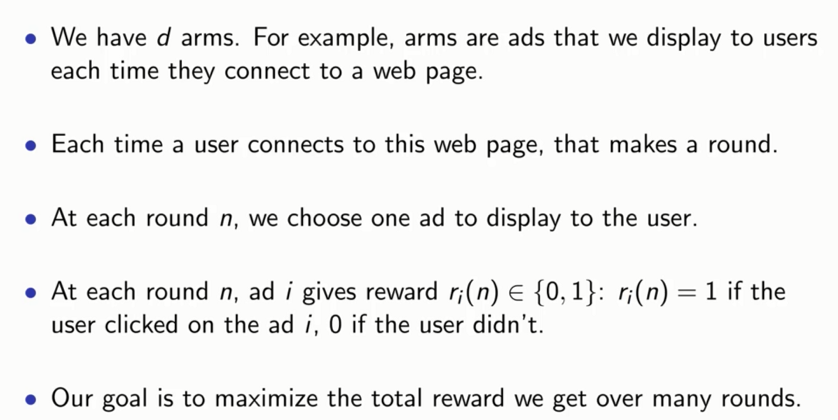 • We have d arms. For example, arms are ads that we display to users
each time they connect to a web page.
• Each time a user connects to this web page, that makes a round.
• At each round n, we choose one ad to display to the user.
• At each round n, ad i gives reward rᵢ(n) ∈ {0, 1}: rᵢ(n) = 1 if the
user clicked on the ad i, 0 if the user didn't.
• Our goal is to maximize the total reward we get over many rounds.